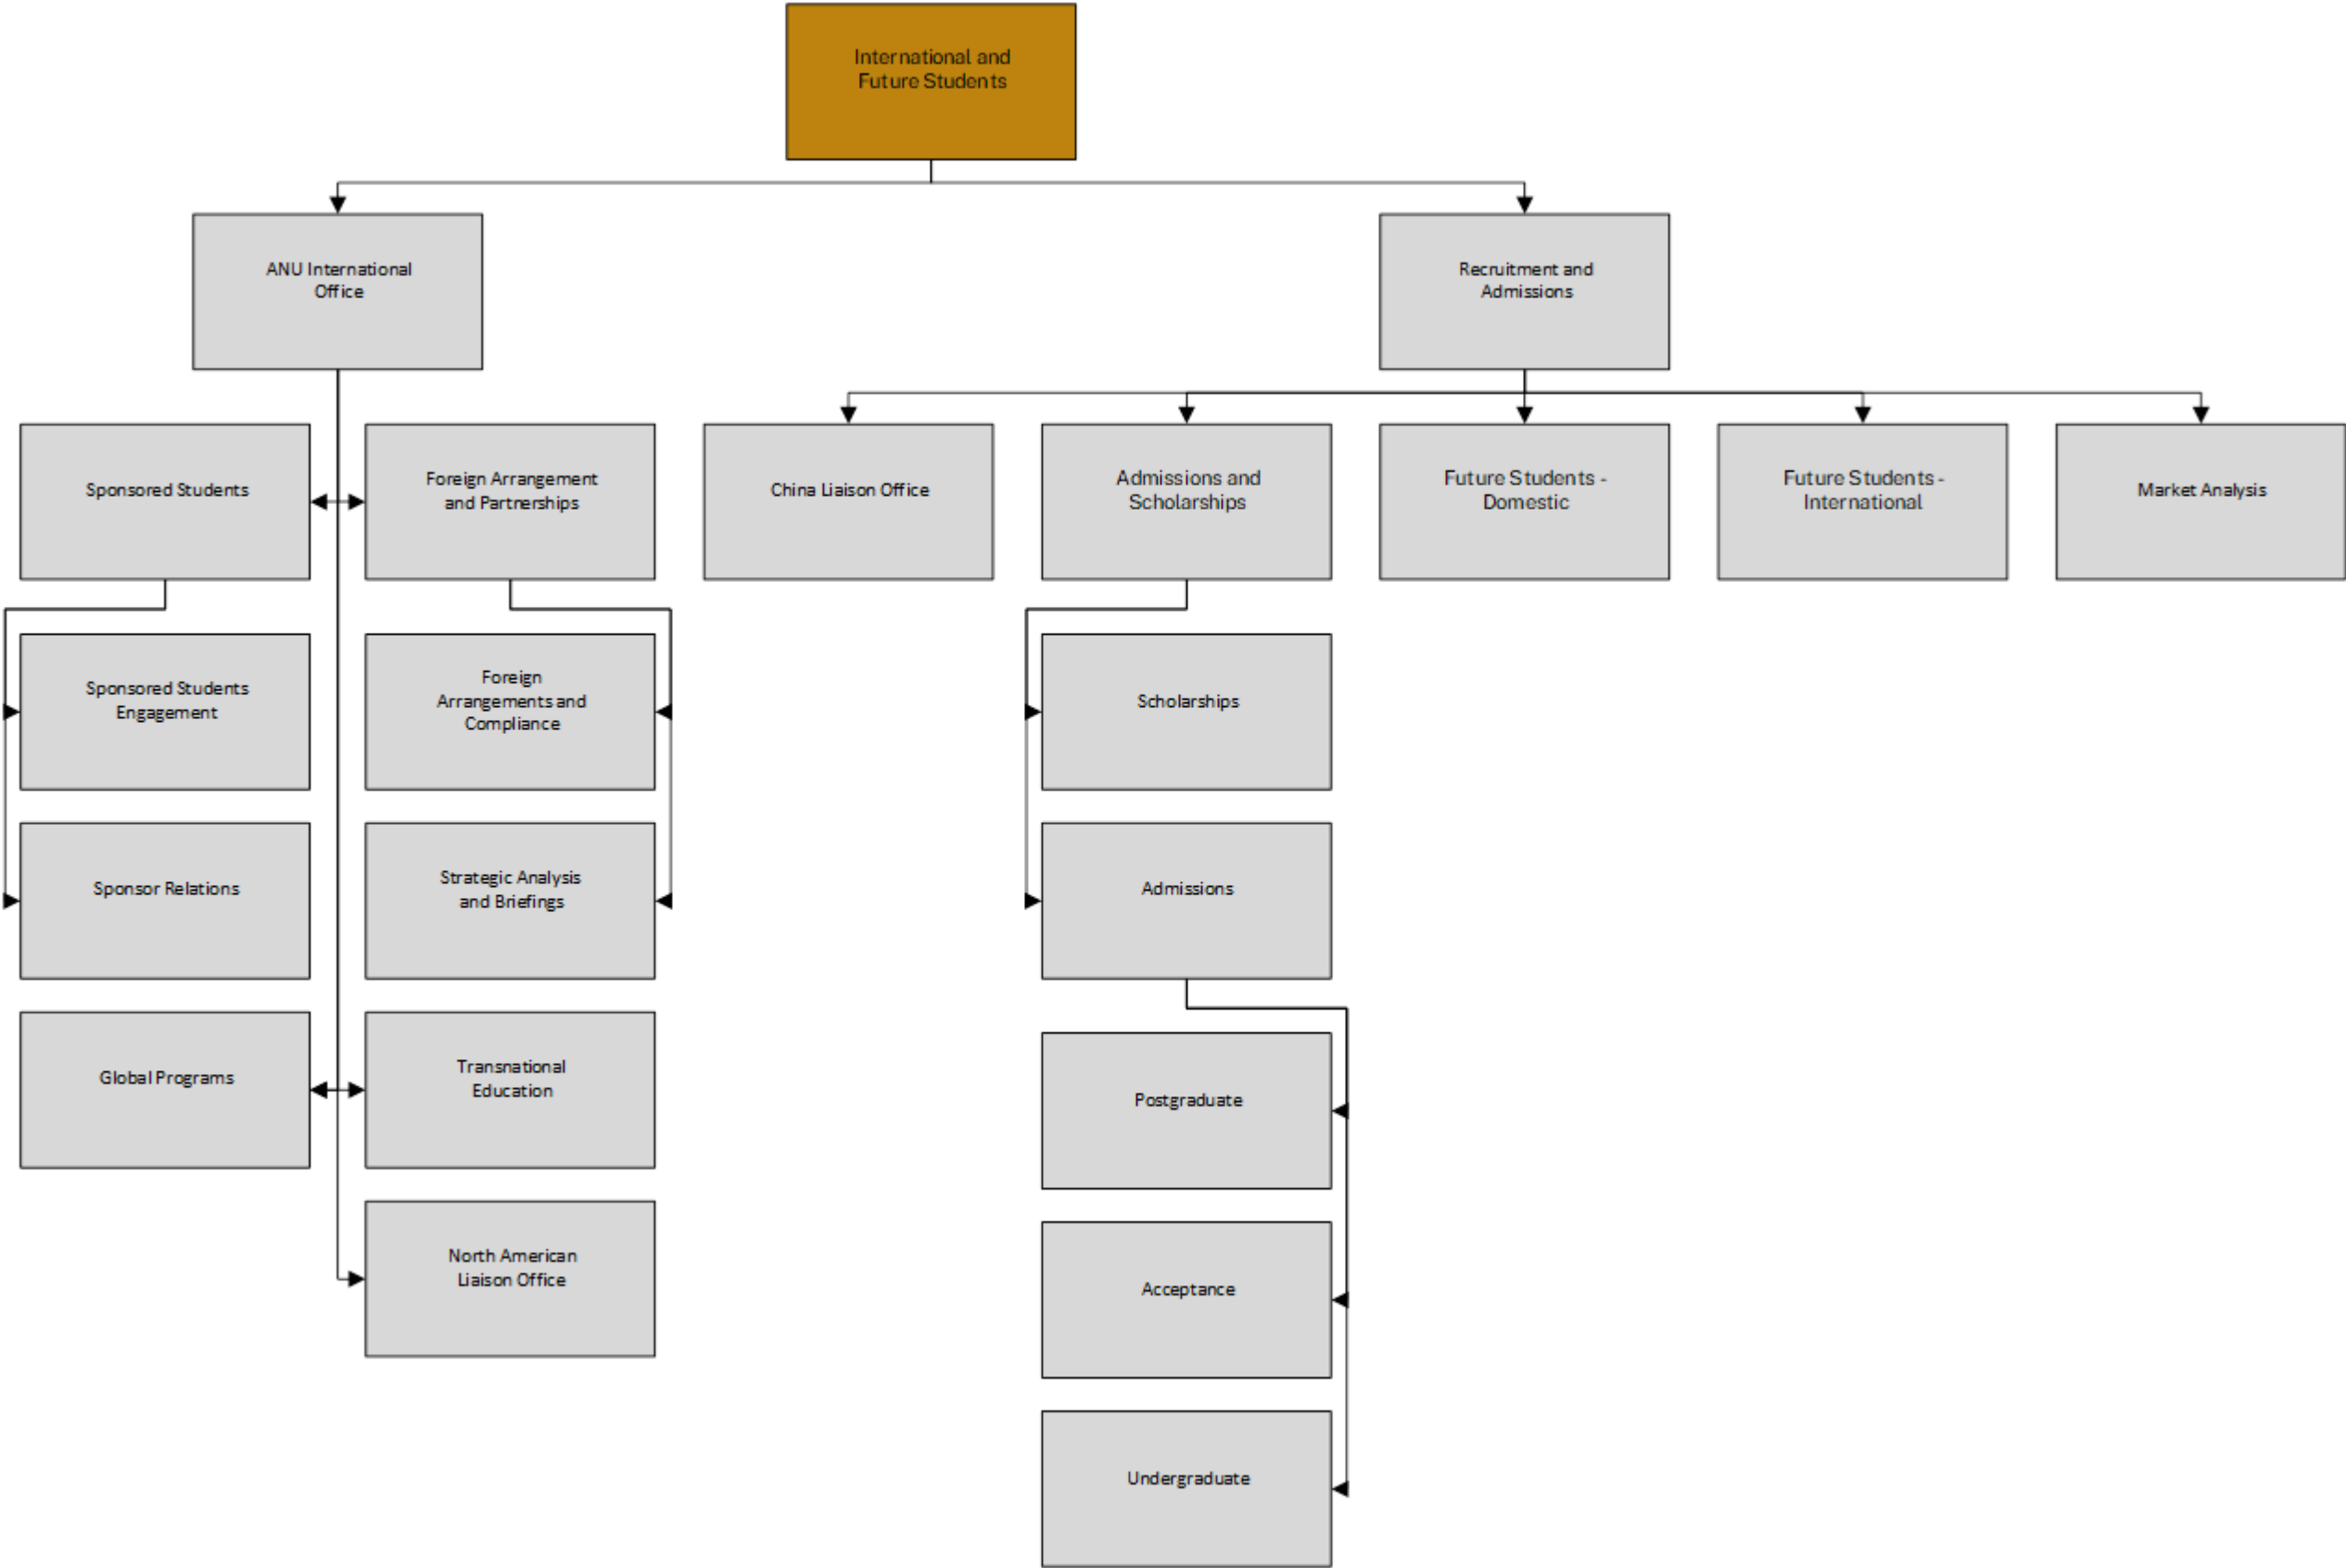 International and
Future Students
ANU International
Office
Recruitment and
Admissions
Sponsored Students
Foreign Arrangement
and Partnerships
China Liaison Office
Admissions and
Scholarships
Future Students -
Domestic
Future Students -
International
Market Analysis
Sponsored Students
Engagement
Foreign
Arrangements and
Compliance
Scholarships
Sponsor Relations
Strategic Analysis
and Briefings
Admissions
Global Programs
Transnational
Education
Postgraduate
North American
Liaison Office
Acceptance
Undergraduate